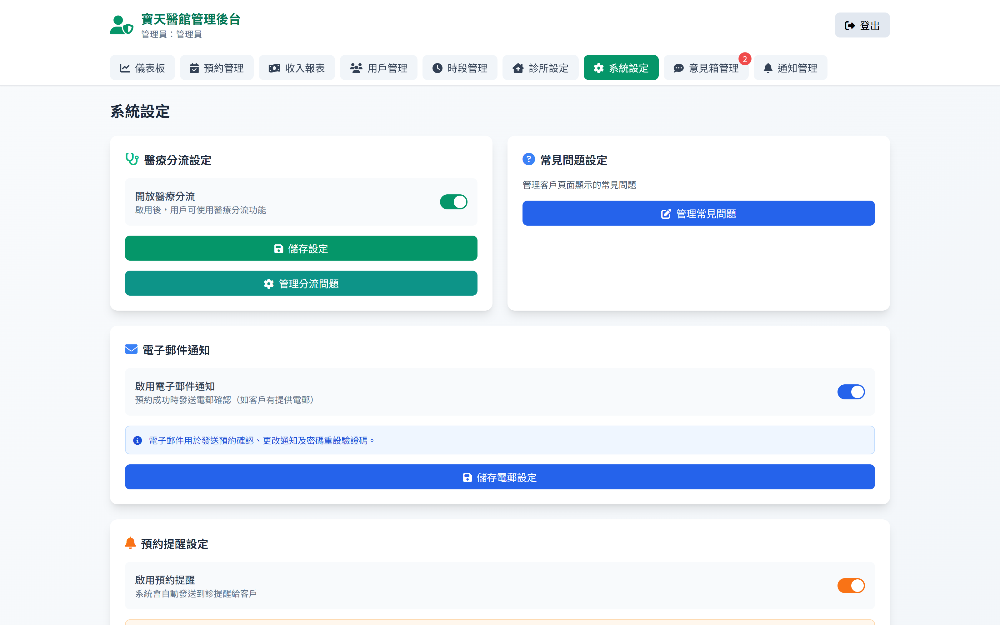 寶天醫館管理後台
管理員：管理員
登出
儀表板
預約管理
收入報表
用戶管理
時段管理
診所設定
系統設定
意見箱管理
2
通知管理
系統設定
醫療分流設定
開放醫療分流
啟用後，用戶可使用醫療分流功能
儲存設定
管理分流問題
常見問題設定
管理客戶頁面顯示的常見問題
管理常見問題
電子郵件通知
啟用電子郵件通知
預約成功時發送電郵確認（如客戶有提供電郵）
電子郵件用於發送預約確認、更改通知及密碼重設驗證碼。
儲存電郵設定
預約提醒設定
啟用預約提醒
系統會自動發送到診提醒給客戶